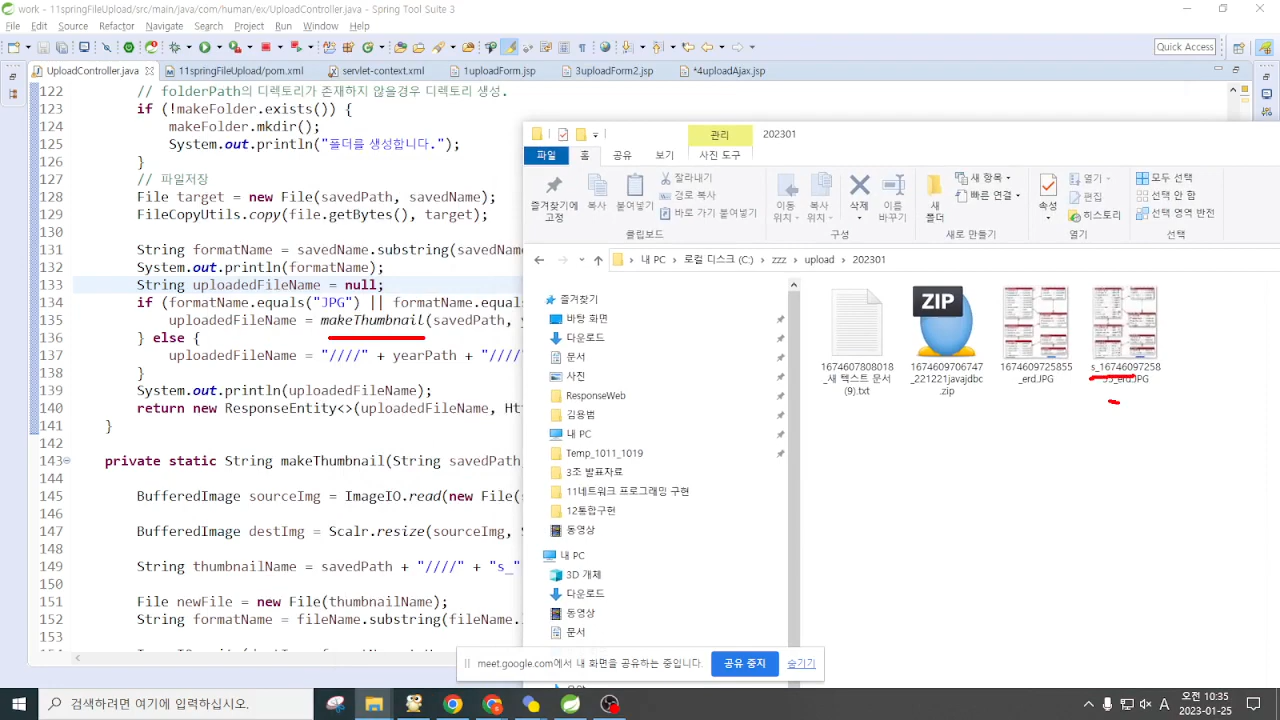 work - 11springFileUpload/src/main/java/com/human/ex/UploadController.java - Spring Tool Suite 3
File Edit Source Refactor Navigate Search Project Run Window Help
Quick Access
UploadController.java 11springFileUpload/pom.xml servlet-context.xml 1uploadForm.jsp 3uploadForm2.jsp *4uploadAjax.jsp
122 // folderPath의 디렉토리가 존재하지 않을경우 디렉토리 생성.
123 if (!makeFolder.exists()) {
124 makeFolder.mkdir();
125 System.out.println("폴더를 생성합니다.");
126 }
127 // 파일저장
128 File target = new File(savedPath, savedName);
129 FileCopyUtils.copy(file.getBytes(), target);
130
131 String formatName = savedName.substring(savedName
132 System.out.println(formatName);
133 String uploadedFileName = null;
134 if (formatName.equals("JPG") || formatName.equals
135 uploadedFileName = makeThumbnail(savedPath,
136 } else {
137 uploadedFileName = "////" + yearPath + "////
138 }
139 System.out.println(uploadedFileName);
140 return new ResponseEntity<>(uploadedFileName, Ht
141 }
142
143 private static String makeThumbnail(String savedPath
144
145 BufferedImage sourceImg = ImageIO.read(new File(s
146
147 BufferedImage destImg = Scalr.resize(sourceImg, S
148
149 String thumbnailName = savedPath + "////" + "s_"
150
151 File newFile = new File(thumbnailName);
152 String formatName = fileName.substring(fileName.
153
관리 202301
파일 홈 공유 보기 사진 도구
즐겨찾기에 고정
복사
붙여넣기
잘라내기
경로 복사
바로 가기 붙여넣기
클립보드
이동 위치
복사 위치
삭제
이름 바꾸기
구성
새 폴더
새 항목
빠른 연결
새로 만들기
속성
열기
편집
히스토리
열기
모두 선택
선택 안 함
선택 영역 반전
선택
내 PC > 로컬 디스크 (C:) > zzz > upload > 202301
즐겨찾기
바탕 화면
다운로드
문서
사진
ResponseWeb
김용범
내 PC
Temp_1011_1019
3조 발표자료
11네트워크 프로그래밍 구현
12통합구현
동영상
내 PC
3D 개체
다운로드
동영상
문서
ZIP
1674607808018
_새 텍스트 문서
(9).txt
1674609706747
_221221javajdbc
.zip
1674609725855
_erd.JPG
s_16746097258
55_erd.JPG
meet.google.com에서 내 화면을 공유하는 중입니다. 공유 중지 숨기기
검색하려면 여기에 입력하십시오.
A
오전 10:35
2023-01-25